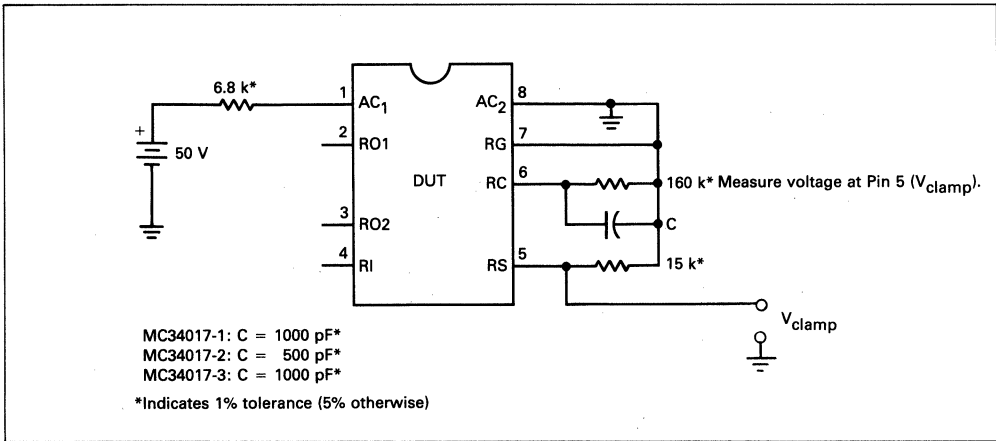 6.8 k*
+
50 V
1
AC1
2
RO1
3
RO2
4
RI
DUT
8
AC2
7
RG
6
RC
5
RS
160 k* Measure voltage at Pin 5 (Vclamp).
C
15 k*
Vclamp
MC34017-1: C = 1000 pF*
MC34017-2: C = 500 pF*
MC34017-3: C = 1000 pF*
*Indicates 1% tolerance (5% otherwise)